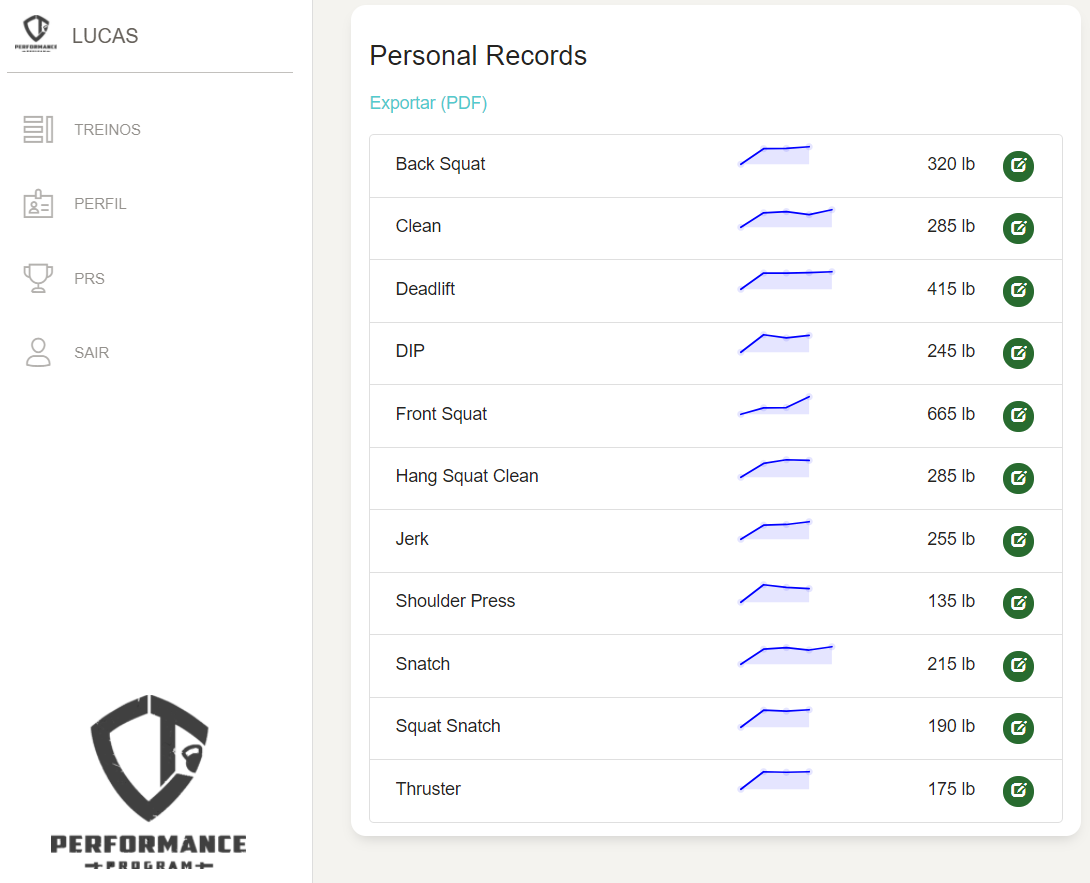 LUCAS
TREINOS
PERFIL
PRS
SAIR
PERFORMANCE
PROGRAM
Personal Records
Exportar (PDF)
Back Squat 320 lb
Clean 285 lb
Deadlift 415 lb
DIP 245 lb
Front Squat 665 lb
Hang Squat Clean 285 lb
Jerk 255 lb
Shoulder Press 135 lb
Snatch 215 lb
Squat Snatch 190 lb
Thruster 175 lb